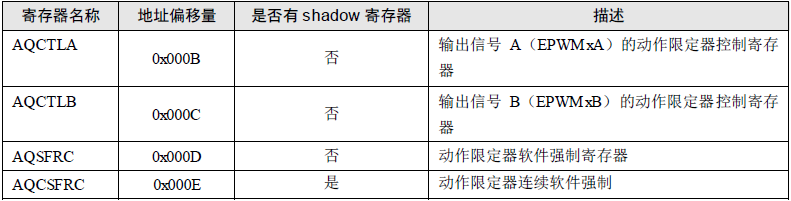 寄存器名称 地址偏移量 是否有 shadow 寄存器 描述
AQCTLA 0x000B 否 输出信号 A（EPWMxA）的动作限定器控制寄存
器
AQCTLB 0x000C 否 输出信号 B（EPWMxB）的动作限定器控制寄存
器
AQSFRC 0x000D 否 动作限定器软件强制寄存器
AQCSFRC 0x000E 是 动作限定器连续软件强制